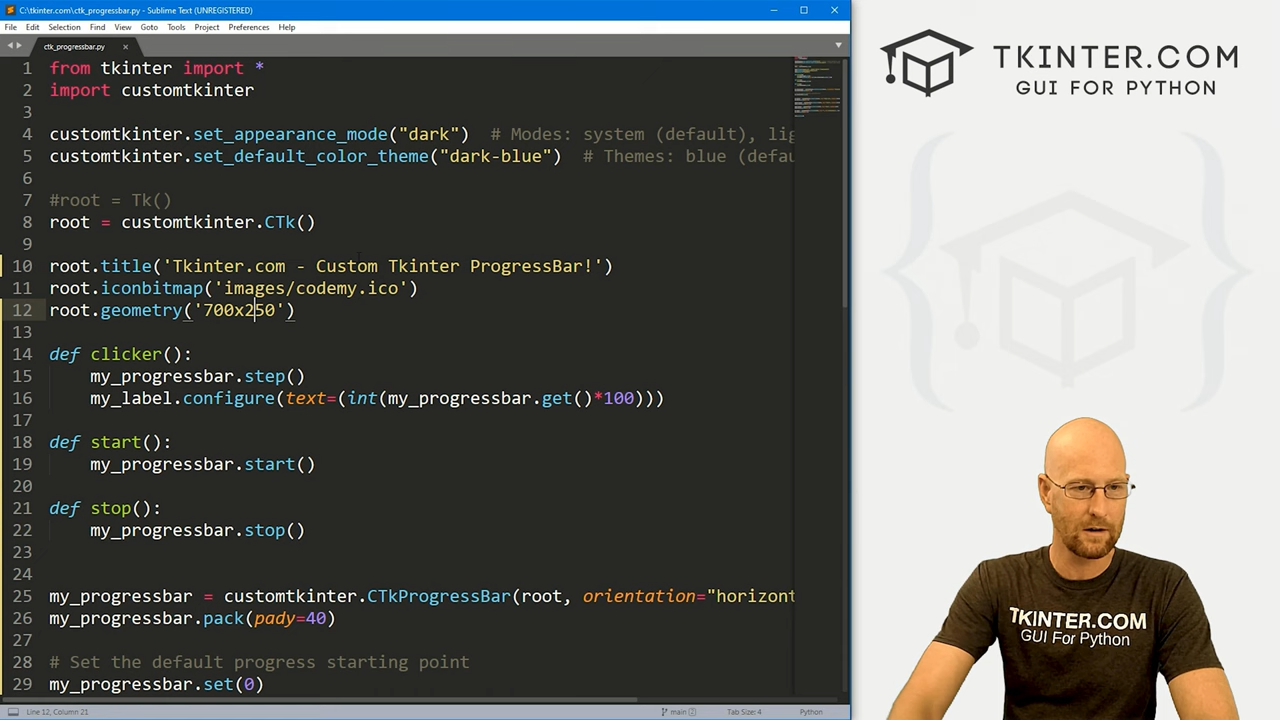 C:\tkinter.com\ctk_progressbar.py - Sublime Text (UNREGISTERED)
File Edit Selection Find View Goto Tools Project Preferences Help
ctk_progressbar.py
1 from tkinter import *
2 import customtkinter
3
4 customtkinter.set_appearance_mode("dark")  # Modes: system (default), lig
5 customtkinter.set_default_color_theme("dark-blue")  # Themes: blue (defau
6
7 #root = Tk()
8 root = customtkinter.CTk()
9
10 root.title('Tkinter.com - Custom Tkinter ProgressBar!')
11 root.iconbitmap('images/codemy.ico')
12 root.geometry('700x250')
13
14 def clicker():
15     my_progressbar.step()
16     my_label.configure(text=(int(my_progressbar.get()*100)))
17
18 def start():
19     my_progressbar.start()
20
21 def stop():
22     my_progressbar.stop()
23
24
25 my_progressbar = customtkinter.CTkProgressBar(root, orientation="horizont
26 my_progressbar.pack(pady=40)
27
28 # Set the default progress starting point
29 my_progressbar.set(0)
Line 12, Column 21
main 2
Tab Size: 4
Python
TKINTER.COM
GUI FOR PYTHON
TKINTER.COM
GUI For Python